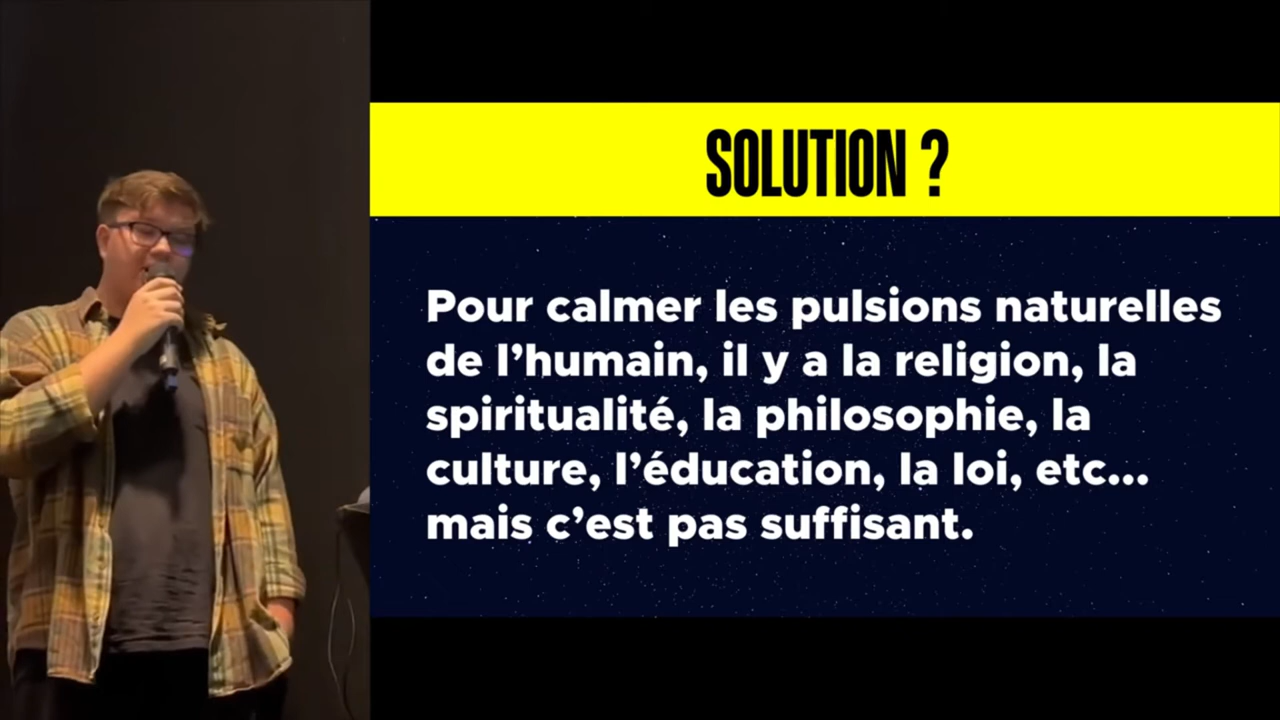 SOLUTION ?
Pour calmer les pulsions naturelles
de l’humain, il y a la religion, la
spiritualité, la philosophie, la
culture, l’éducation, la loi, etc...
mais c’est pas suffisant.